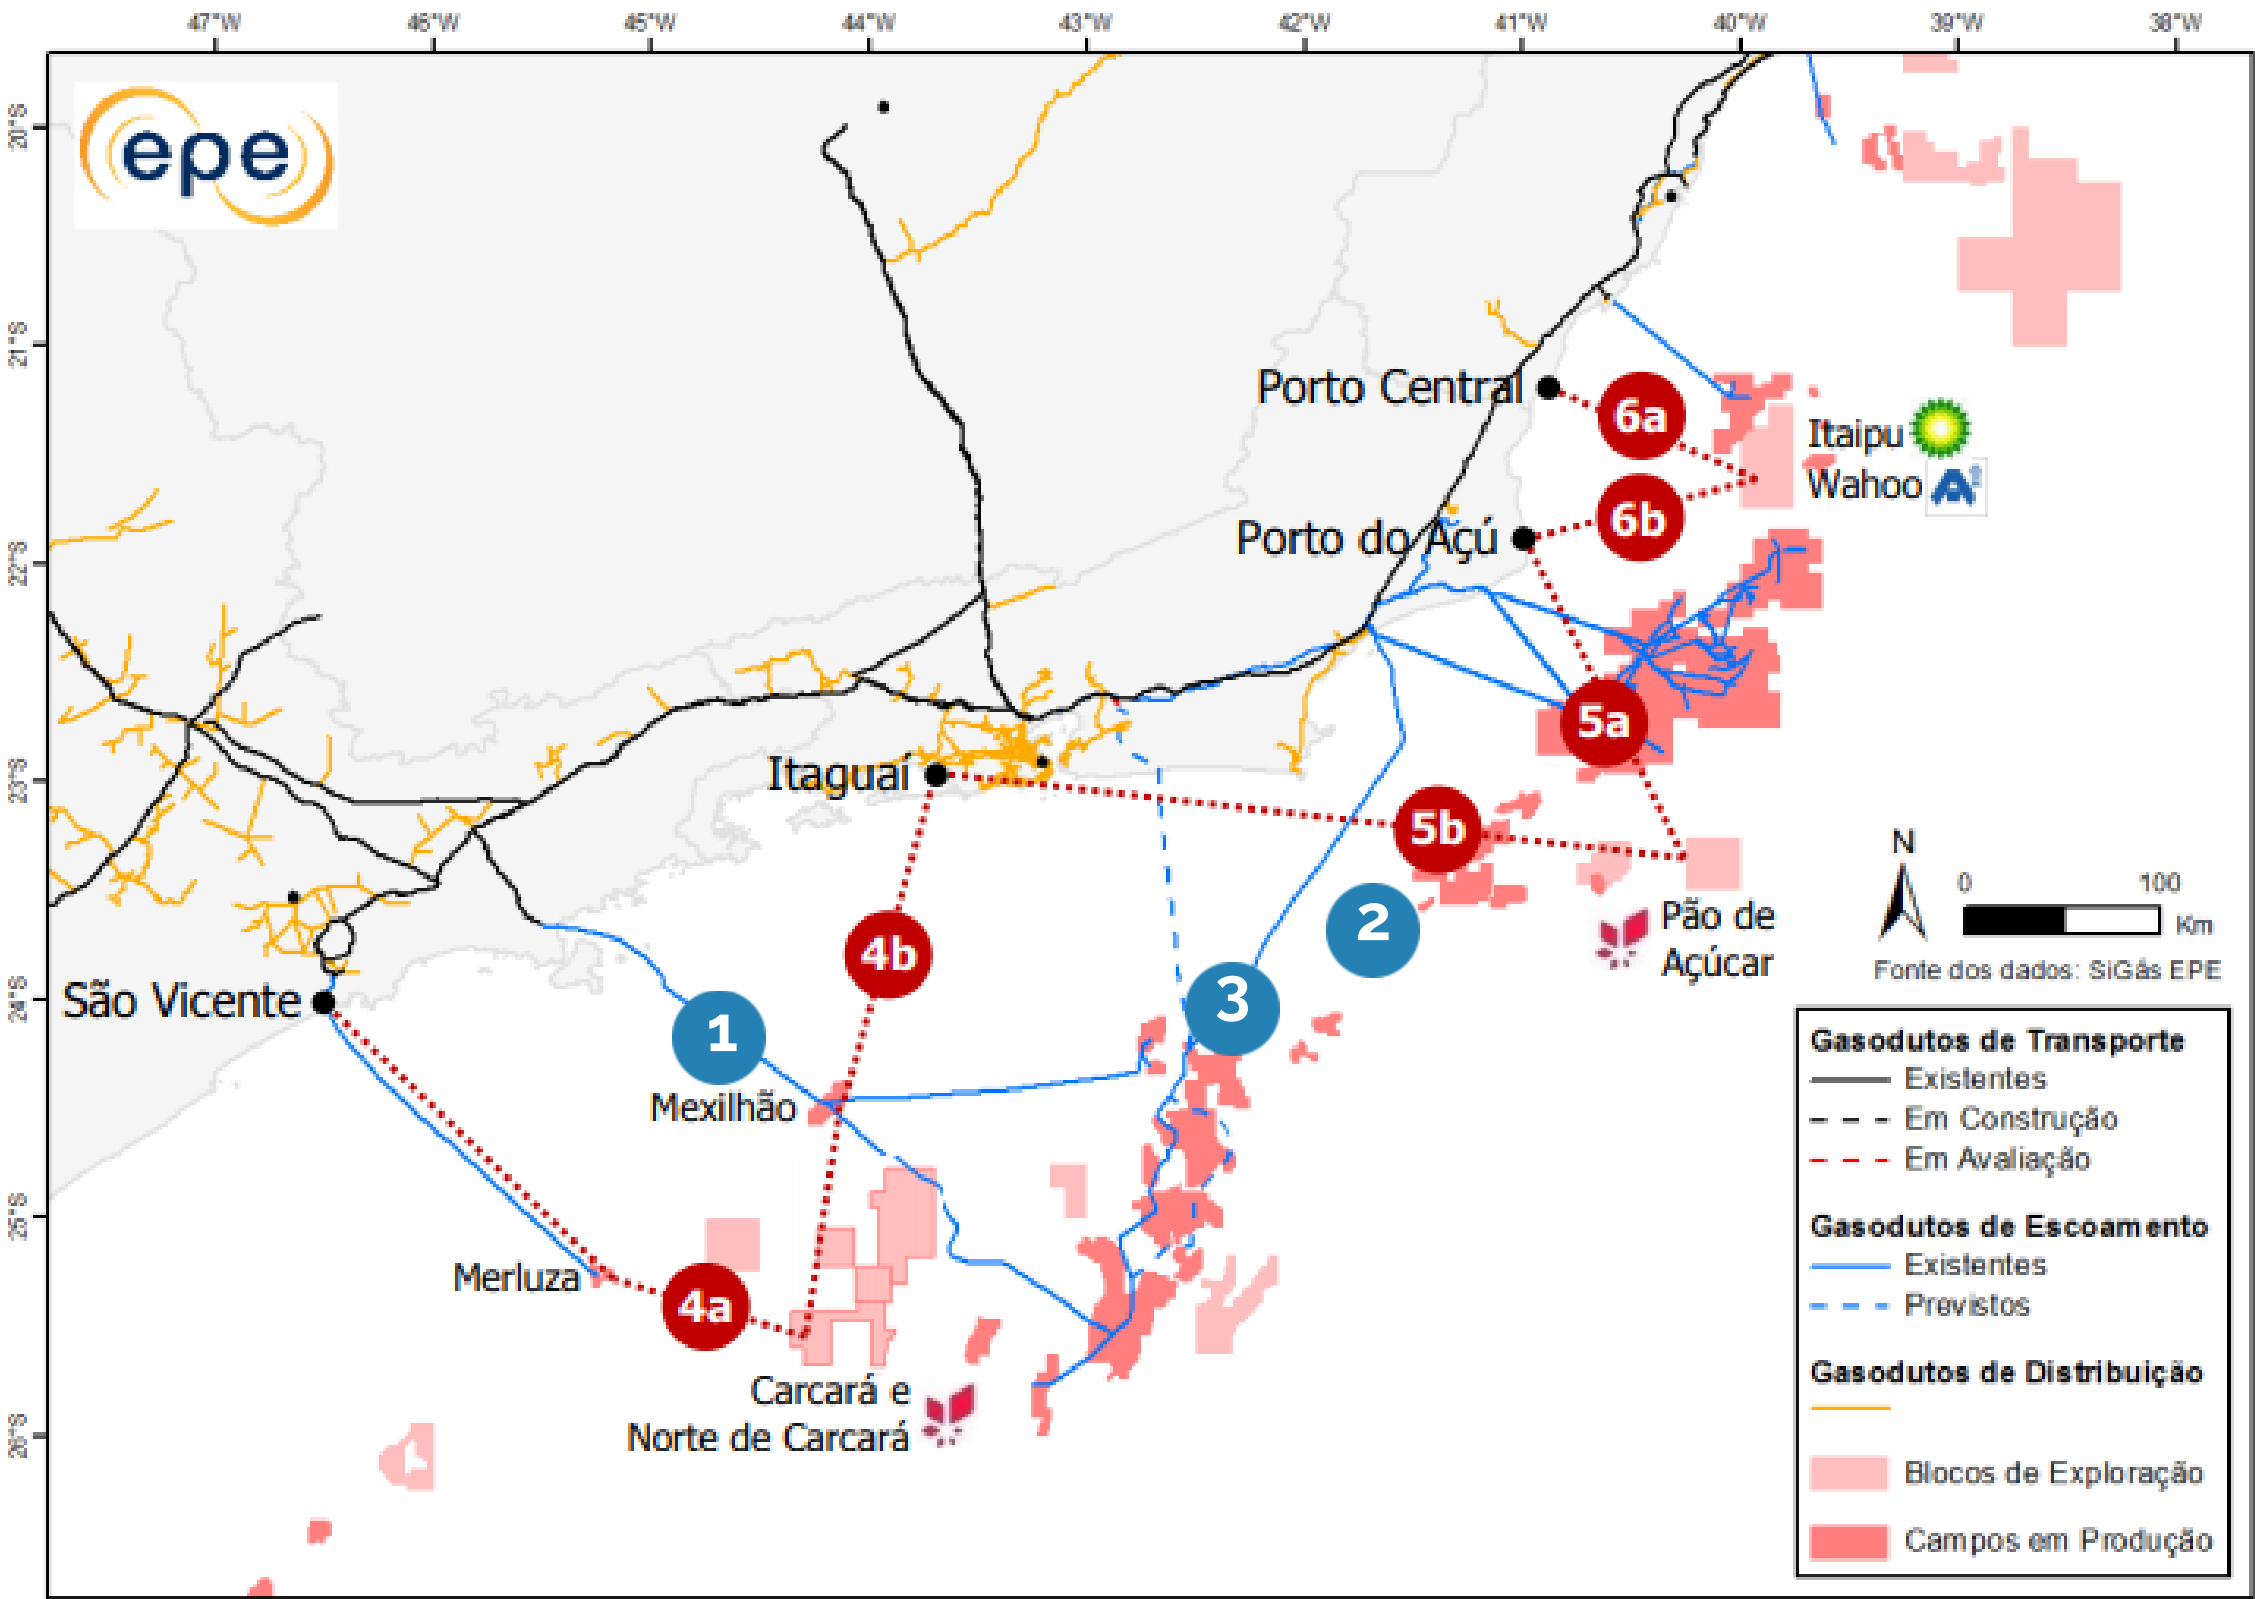 47°W 46°W 45°W 44°W 43°W 42°W 41°W 40°W 39°W 38°W
20°S
21°S
22°S
23°S
24°S
25°S
26°S
epe
Porto Central
6a
Itaipu
Wahoo
6b
Porto do Açú
5a
Itaguaí
5b
N
0 100
Km
2
Pão de
Açúcar
4b
Fonte dos dados: SiGás EPE
São Vicente
3
1
Mexilhão
Merluza
4a
Carcará e
Norte de Carcará
Gasodutos de Transporte
Existentes
Em Construção
Em Avaliação
Gasodutos de Escoamento
Existentes
Previstos
Gasodutos de Distribuição
Blocos de Exploração
Campos em Produção